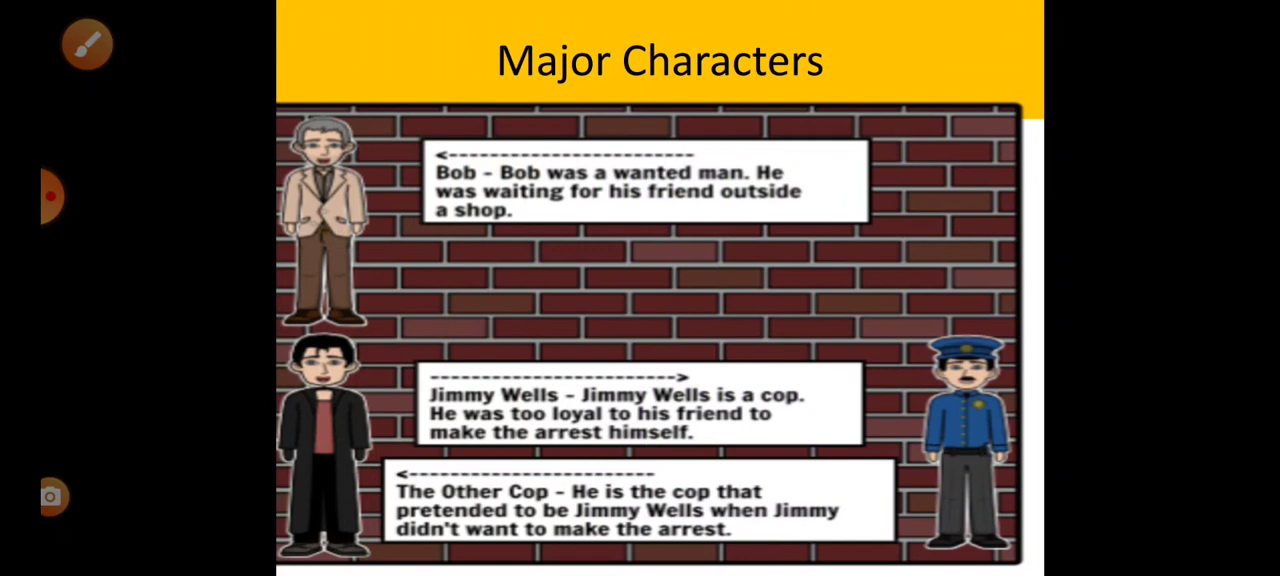 Major Characters
<-------------------------
Bob - Bob was a wanted man. He
was waiting for his friend outside
a shop.
------------------------->
Jimmy Wells - Jimmy Wells is a cop.
He was too loyal to his friend to
make the arrest himself.
<-------------------------
The Other Cop - He is the cop that
pretended to be Jimmy Wells when Jimmy
didn't want to make the arrest.